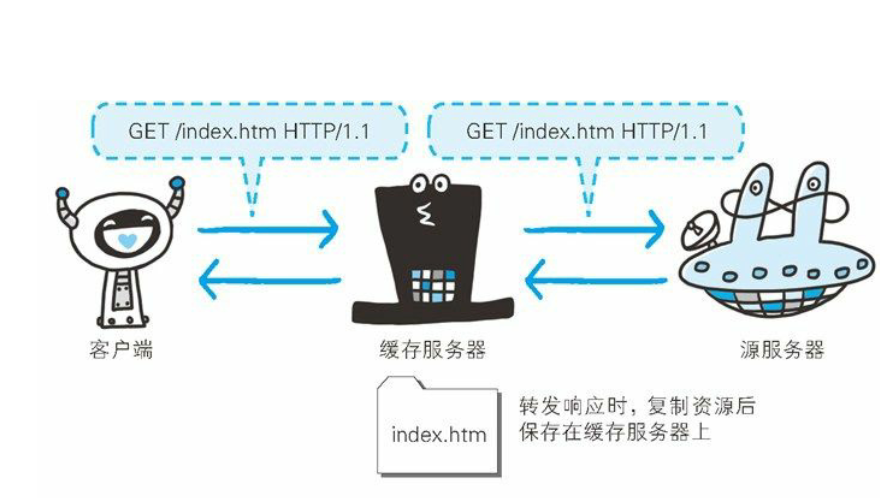 GET /index.htm HTTP/1.1
GET /index.htm HTTP/1.1
客户端
缓存服务器
源服务器
index.htm
转发响应时，复制资源后
保存在缓存服务器上